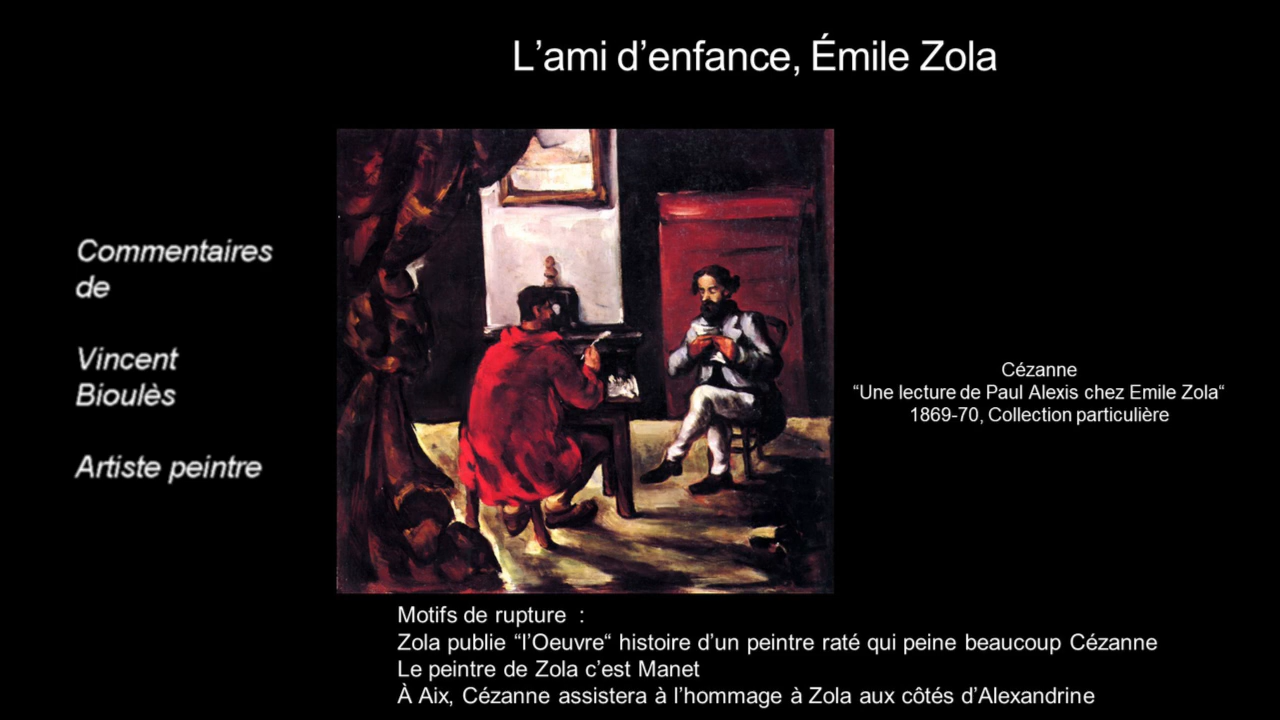 L’ami d’enfance, Émile Zola
Commentaires
de
Vincent
Bioulès
Artiste peintre
Cézanne
“Une lecture de Paul Alexis chez Emile Zola“
1869-70, Collection particulière
Motifs de rupture  :
Zola publie “l’Oeuvre“ histoire d’un peintre raté qui peine beaucoup Cézanne
Le peintre de Zola c’est Manet
À Aix, Cézanne assistera à l’hommage à Zola aux côtés d’Alexandrine